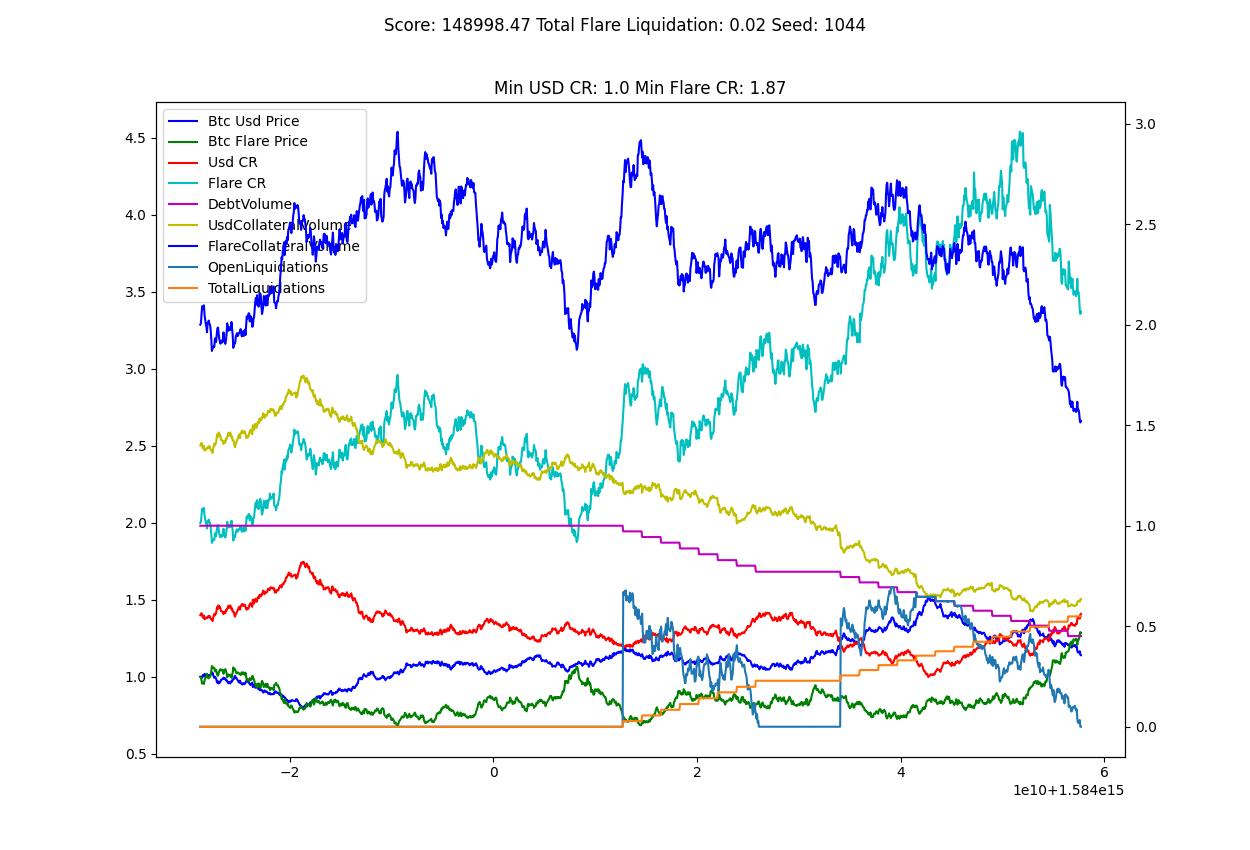 Score: 148998.47 Total Flare Liquidation: 0.02 Seed: 1044
Min USD CR: 1.0 Min Flare CR: 1.87
Btc Usd Price
Btc Flare Price
Usd CR
Flare CR
DebtVolume
UsdCollateralVolume
FlareCollateralVolume
OpenLiquidations
TotalLiquidations
4.5
4.0
3.5
3.0
2.5
2.0
1.5
1.0
0.5
3.0
2.5
2.0
1.5
1.0
0.5
0.0
−2
0
2
4
6
1e10+1.584e15